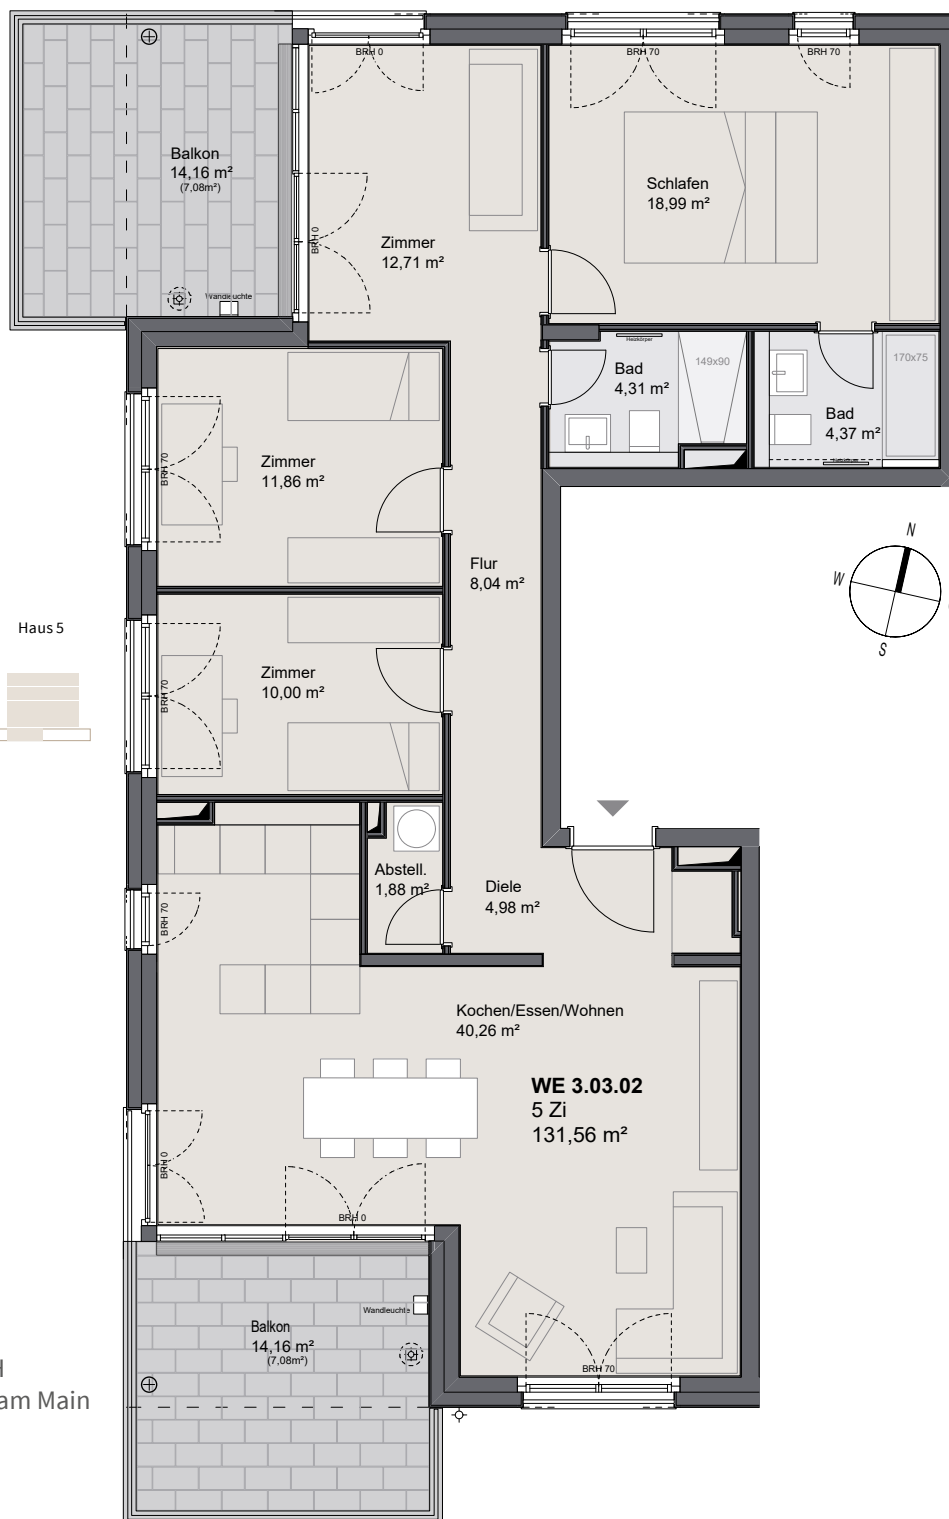 BRH 0
BRH 70
BRH 70
Balkon
14,16 m²
(7,08m²)
Schlafen
18,99 m²
BRH 0
Zimmer
12,71 m²
Wandleuchte
Heizkörper
Bad
4,31 m²
149x90
170x75
Bad
4,37 m²
Zimmer
11,86 m²
BRH 70
Flur
8,04 m²
N
W
S
Haus 5
Zimmer
10,00 m²
BRH 70
Abstell.
1,88 m²
Diele
4,98 m²
BRH 70
Kochen/Essen/Wohnen
40,26 m²
WE 3.03.02
5 Zi
131,56 m²
BRH 0
BRH 0
Wandleuchte
Balkon
14,16 m²
(7,08m²)
BRH 70
H
am Main